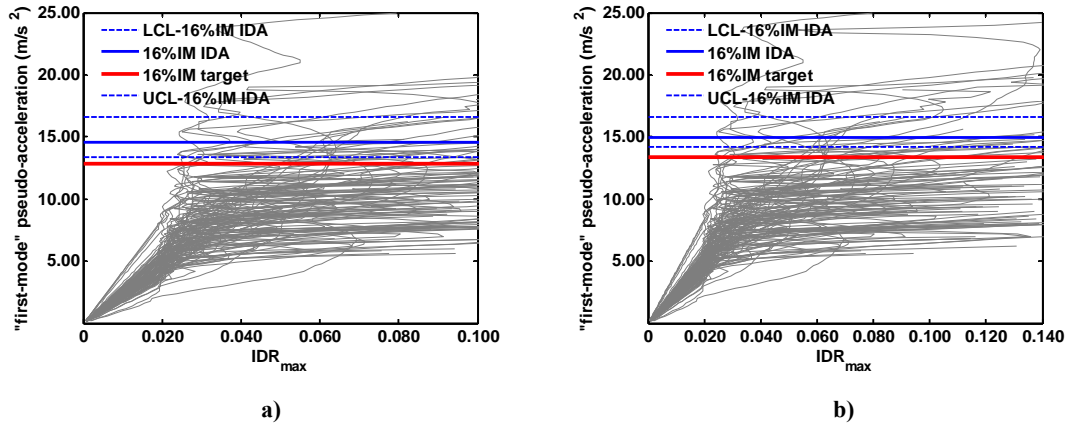 25.00
20.00
15.00
10.00
5.00
"first-mode" pseudo-acceleration (m/s 2)
LCL-16%IM IDA
16%IM IDA
16%IM target
UCL-16%IM IDA
0 0.020 0.040 0.060 0.080 0.100
IDRmax
a)
25.00
20.00
15.00
10.00
5.00
"first-mode" pseudo-acceleration (m/s 2)
LCL-16%IM IDA
16%IM IDA
16%IM target
UCL-16%IM IDA
0 0.020 0.040 0.060 0.080 0.100 0.120 0.140
IDRmax
b)